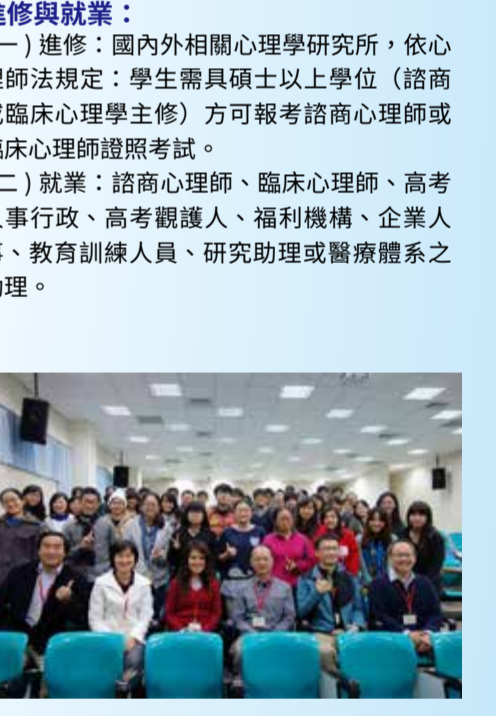 進修與就業：
一 ) 進修：國內外相關心理學研究所，依心
理師法規定：學生需具碩士以上學位（諮商
或臨床心理學主修）方可報考諮商心理師或
臨床心理師證照考試。
二 ) 就業：諮商心理師、臨床心理師、高考
人事行政、高考觀護人、福利機構、企業人
事、教育訓練人員、研究助理或醫療體系之
助理。